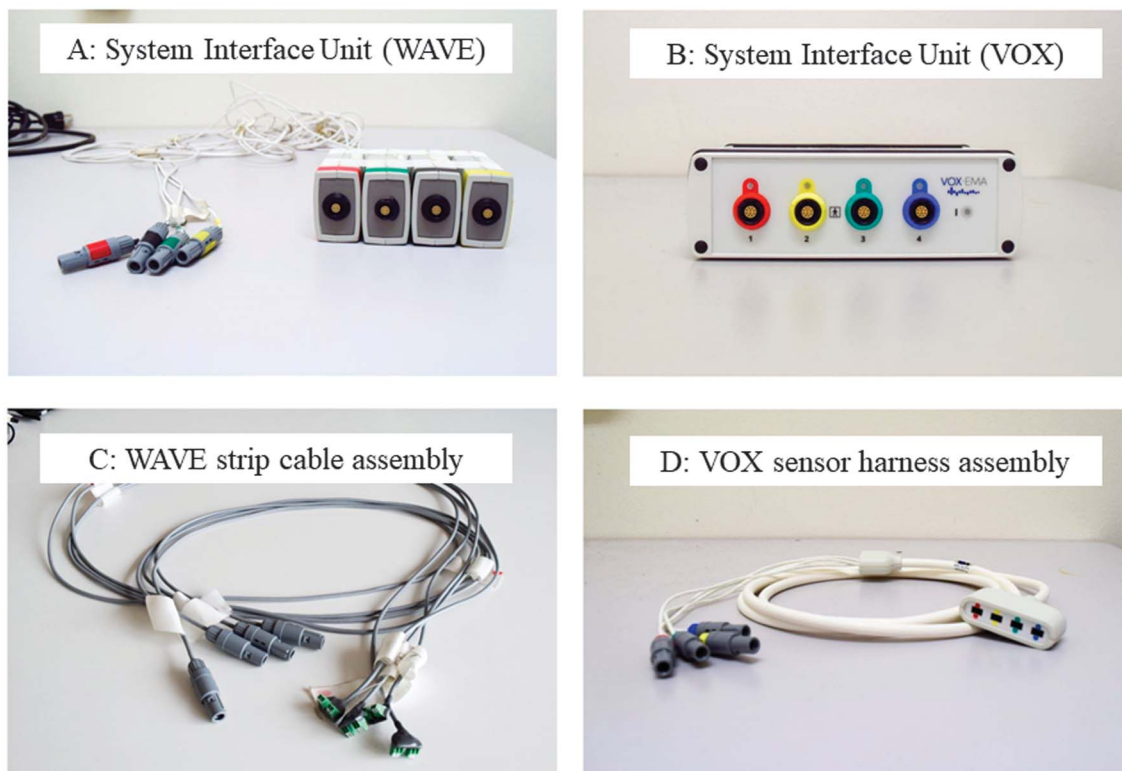 A: System Interface Unit (WAVE)
B: System Interface Unit (VOX)
VOX-EMA
I
1 2 3 4
C: WAVE strip cable assembly
D: VOX sensor harness assembly